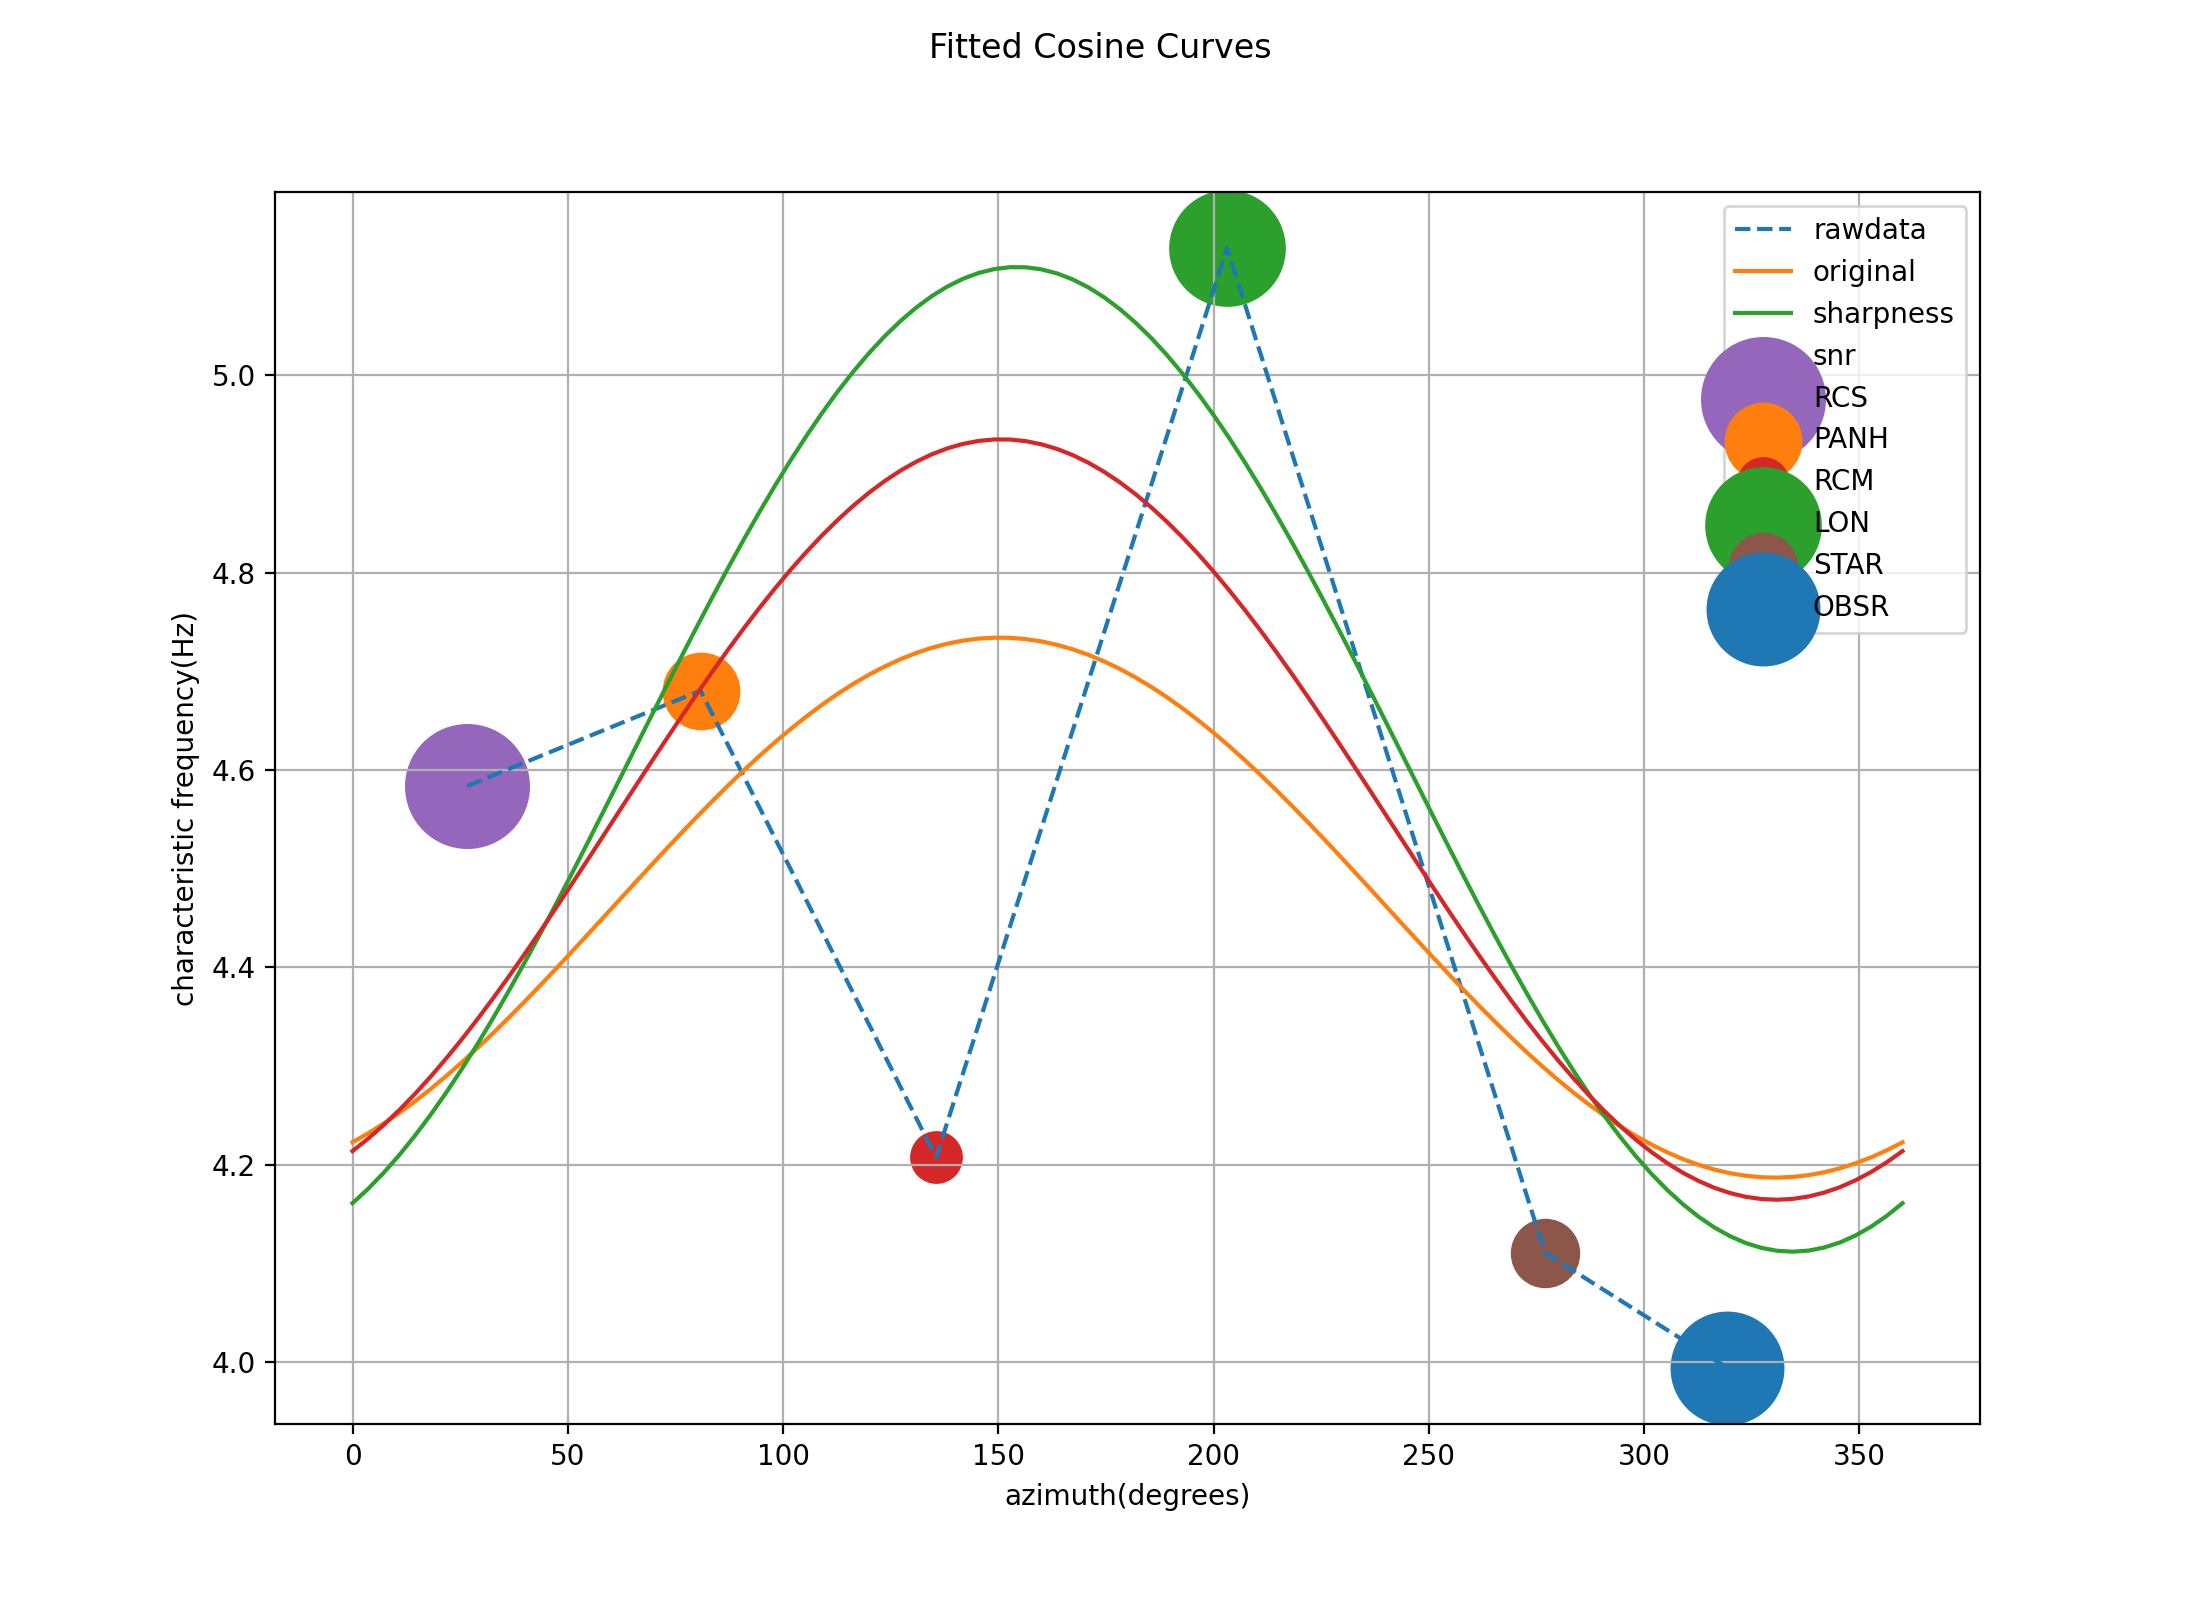 Fitted Cosine Curves
rawdata
original
sharpness
snr
RCS
PANH
RCM
LON
STAR
OBSR
5.0
4.8
4.6
4.4
4.2
4.0
characteristic frequency(Hz)
0 50 100 150 200 250 300 350
azimuth(degrees)